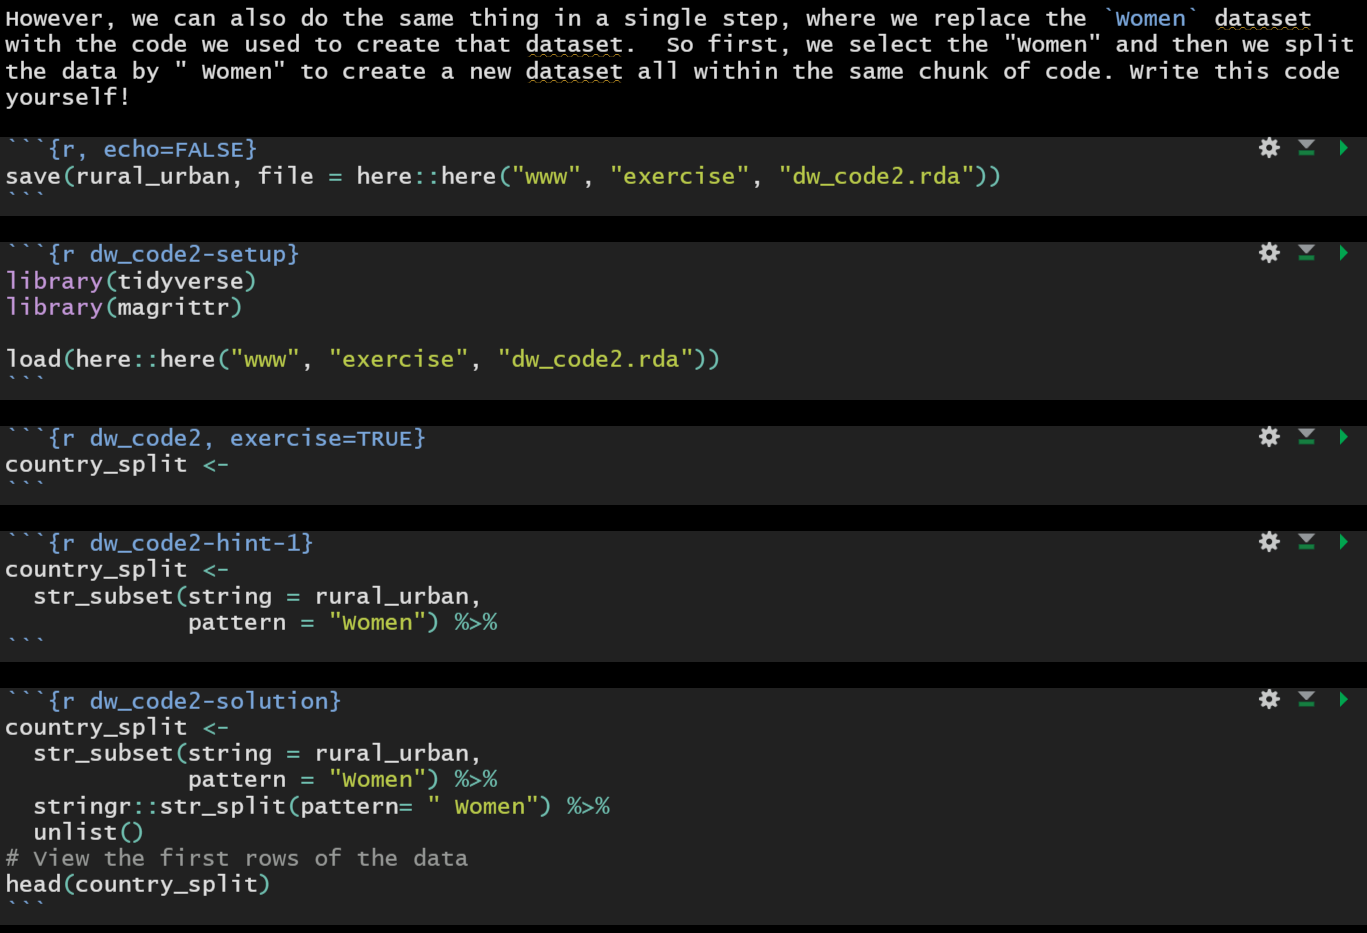 However, we can also do the same thing in a single step, where we replace the `Women` dataset
with the code we used to create that dataset.  So first, we select the "Women" and then we split
the data by " Women" to create a new dataset all within the same chunk of code. Write this code
yourself!
```{r, echo=FALSE}
save(rural_urban, file = here::here("www", "exercise", "dw_code2.rda"))
```
```{r dw_code2-setup}
library(tidyverse)
library(magrittr)
load(here::here("www", "exercise", "dw_code2.rda"))
```
```{r dw_code2, exercise=TRUE}
country_split <-
```
```{r dw_code2-hint-1}
country_split <-
  str_subset(string = rural_urban,
             pattern = "Women") %>%
```
```{r dw_code2-solution}
country_split <-
  str_subset(string = rural_urban,
             pattern = "Women") %>%
  stringr::str_split(pattern= " Women") %>%
  unlist()
# View the first rows of the data
head(country_split)
```